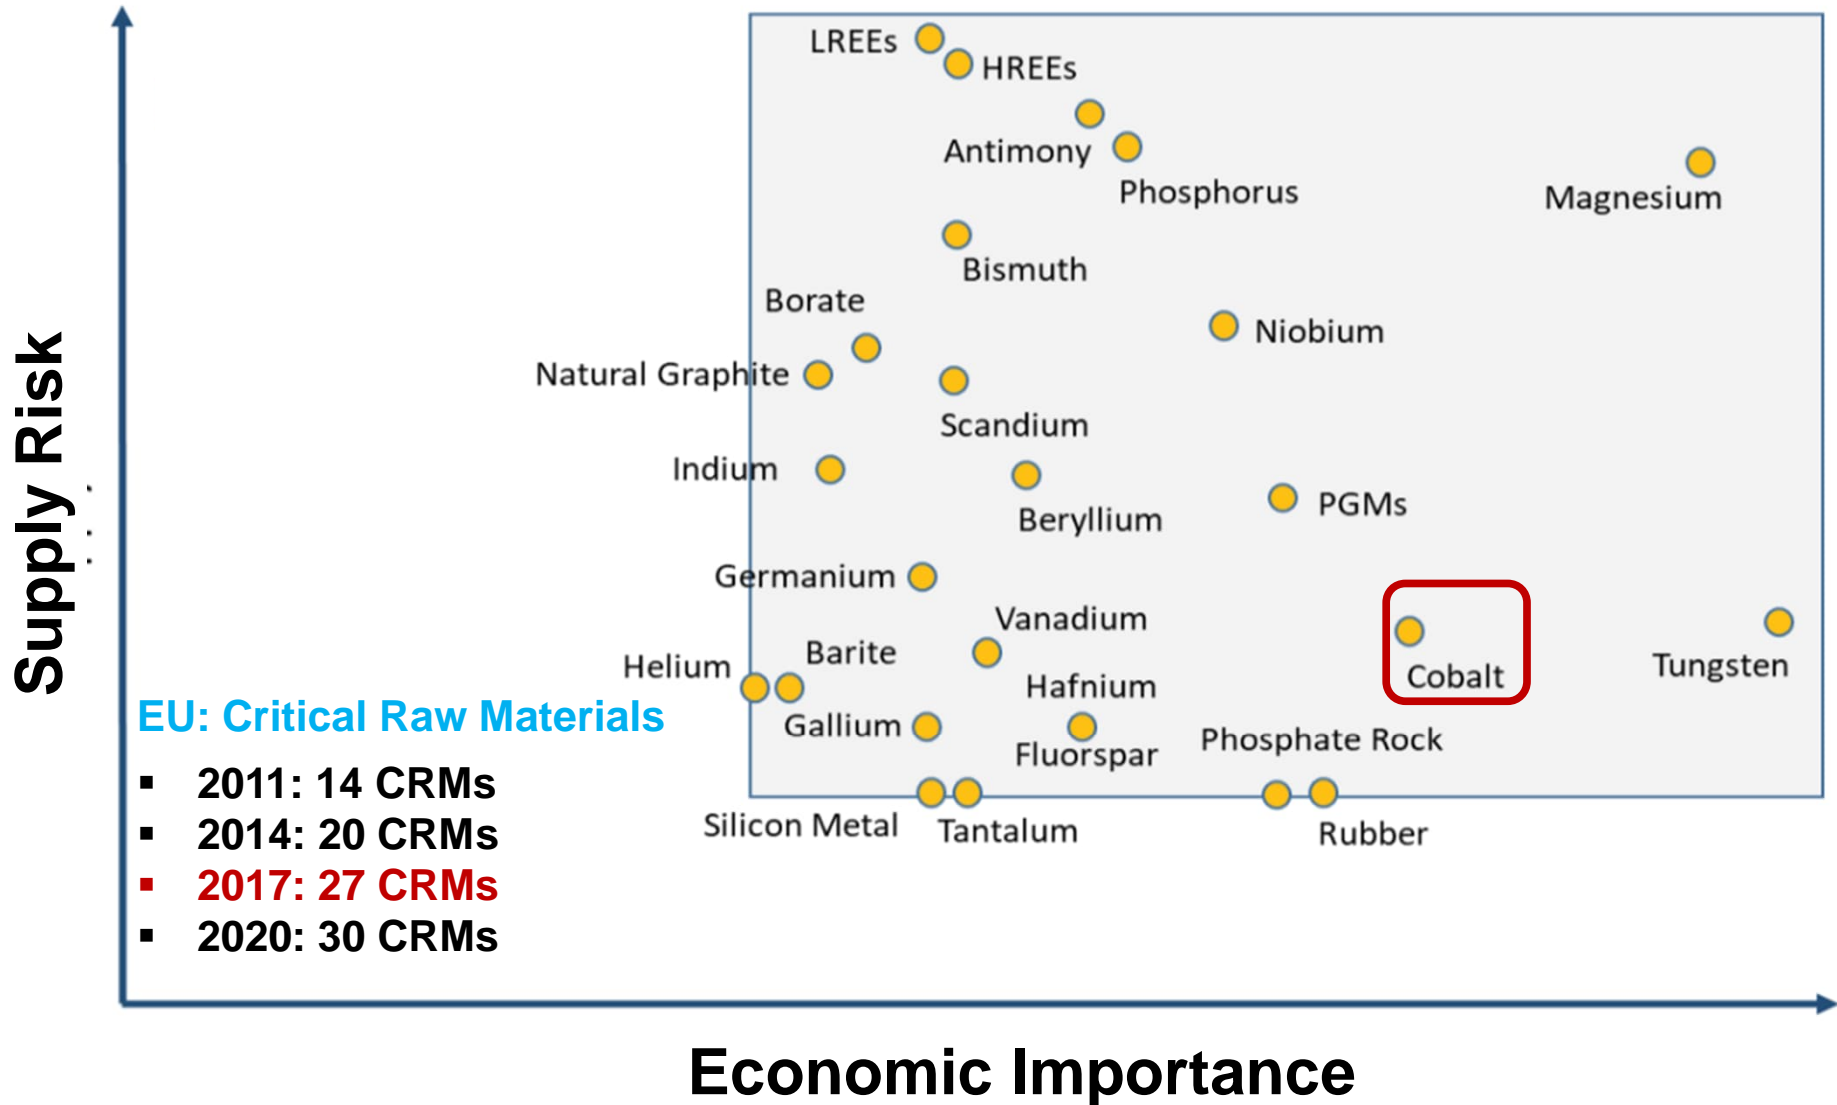 LREEs
HREEs
Antimony
Phosphorus
Magnesium
Bismuth
Borate
Niobium
Natural Graphite
Scandium
Indium
Beryllium
PGMs
Germanium
Vanadium
Barite
Helium
Hafnium
Cobalt
Tungsten
Gallium
Fluorspar
Phosphate Rock
Silicon Metal
Tantalum
Rubber
Supply Risk
EU: Critical Raw Materials
▪ 2011: 14 CRMs
▪ 2014: 20 CRMs
▪ 2017: 27 CRMs
▪ 2020: 30 CRMs
Economic Importance